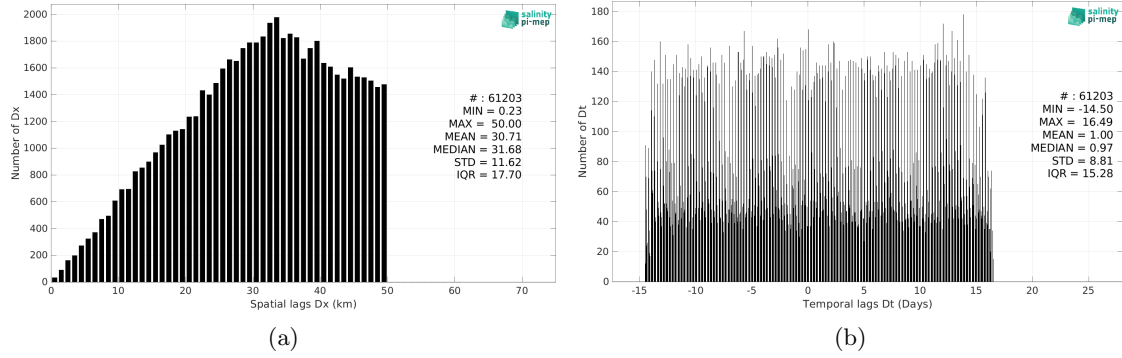 2000
1800
1600
1400
1200
1000
800
600
400
200
0
Number of Dx
0 10 20 30 40 50 60 70
Spatial lags Dx (km)
salinity
pi-mep
# : 61203
MIN = 0.23
MAX = 50.00
MEAN = 30.71
MEDIAN = 31.68
STD = 11.62
IQR = 17.70
(a)
180
160
140
120
100
80
60
40
20
0
Number of Dt
-15 -10 -5 0 5 10 15 20 25
Temporal lags Dt (Days)
salinity
pi-mep
# : 61203
MIN = -14.50
MAX = 16.49
MEAN = 1.00
MEDIAN = 0.97
STD = 8.81
IQR = 15.28
(b)